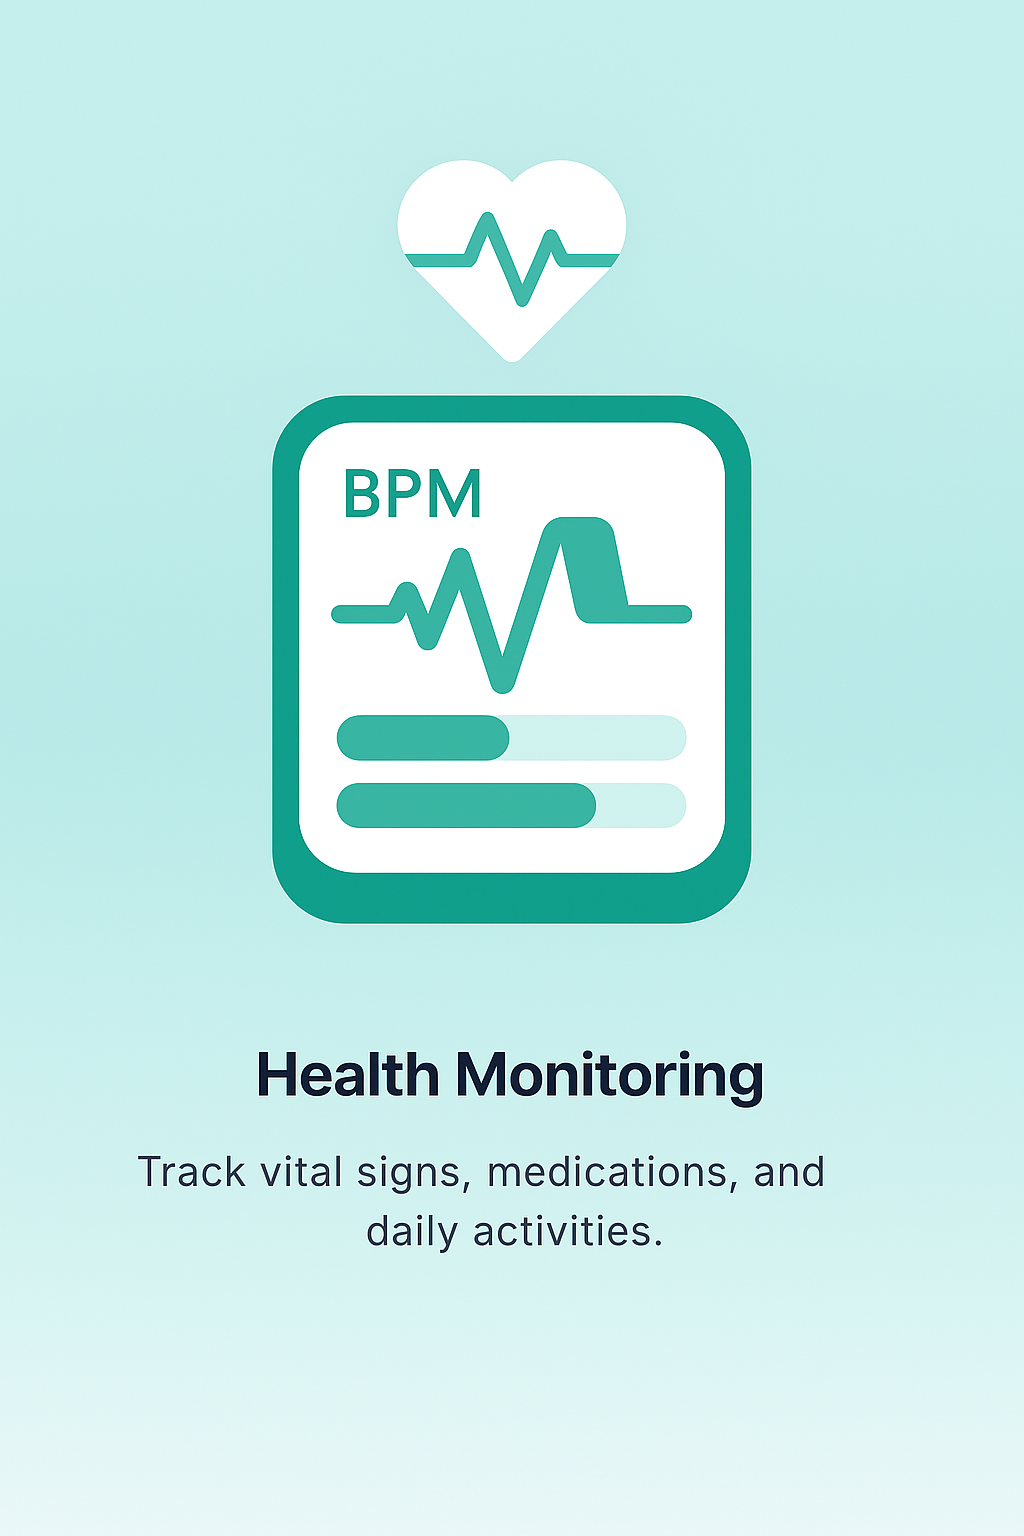 BPM
Health Monitoring
Track vital signs, medications, and
daily activities.